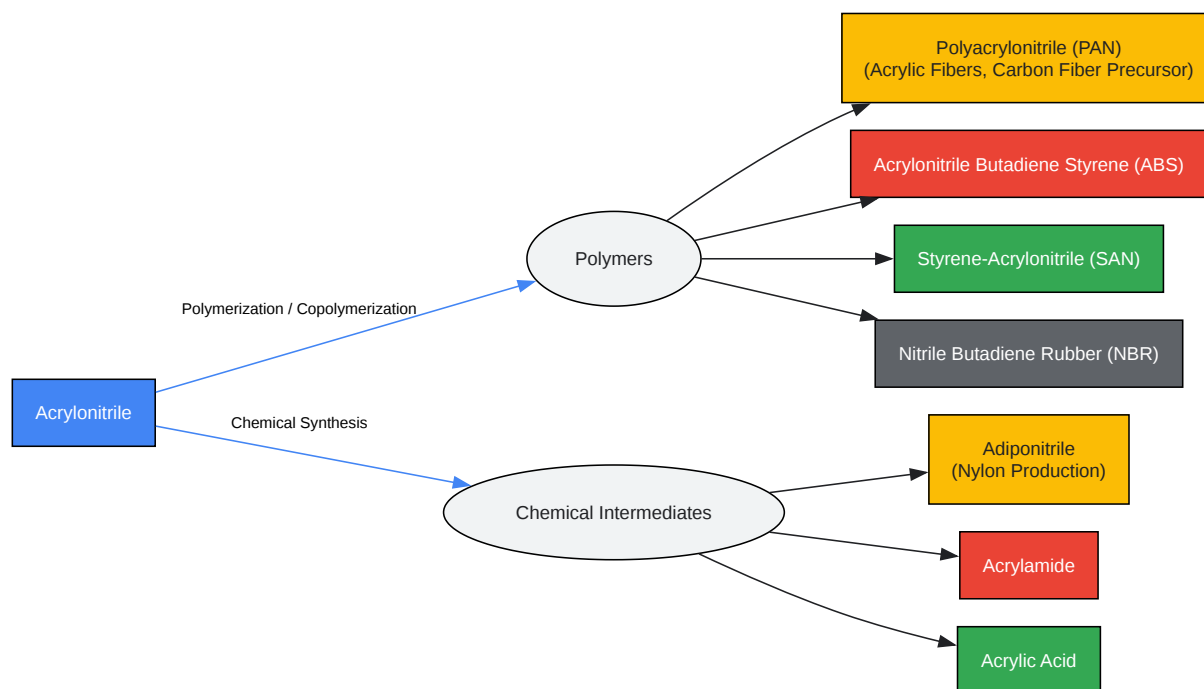 Polyacrylonitrile (PAN)
(Acrylic Fibers, Carbon Fiber Precursor)
Acrylonitrile Butadiene Styrene (ABS)
Polymers
Styrene-Acrylonitrile (SAN)
Polymerization / Copolymerization
Nitrile Butadiene Rubber (NBR)
Acrylonitrile
Chemical Synthesis
Adiponitrile
(Nylon Production)
Chemical Intermediates
Acrylamide
Acrylic Acid